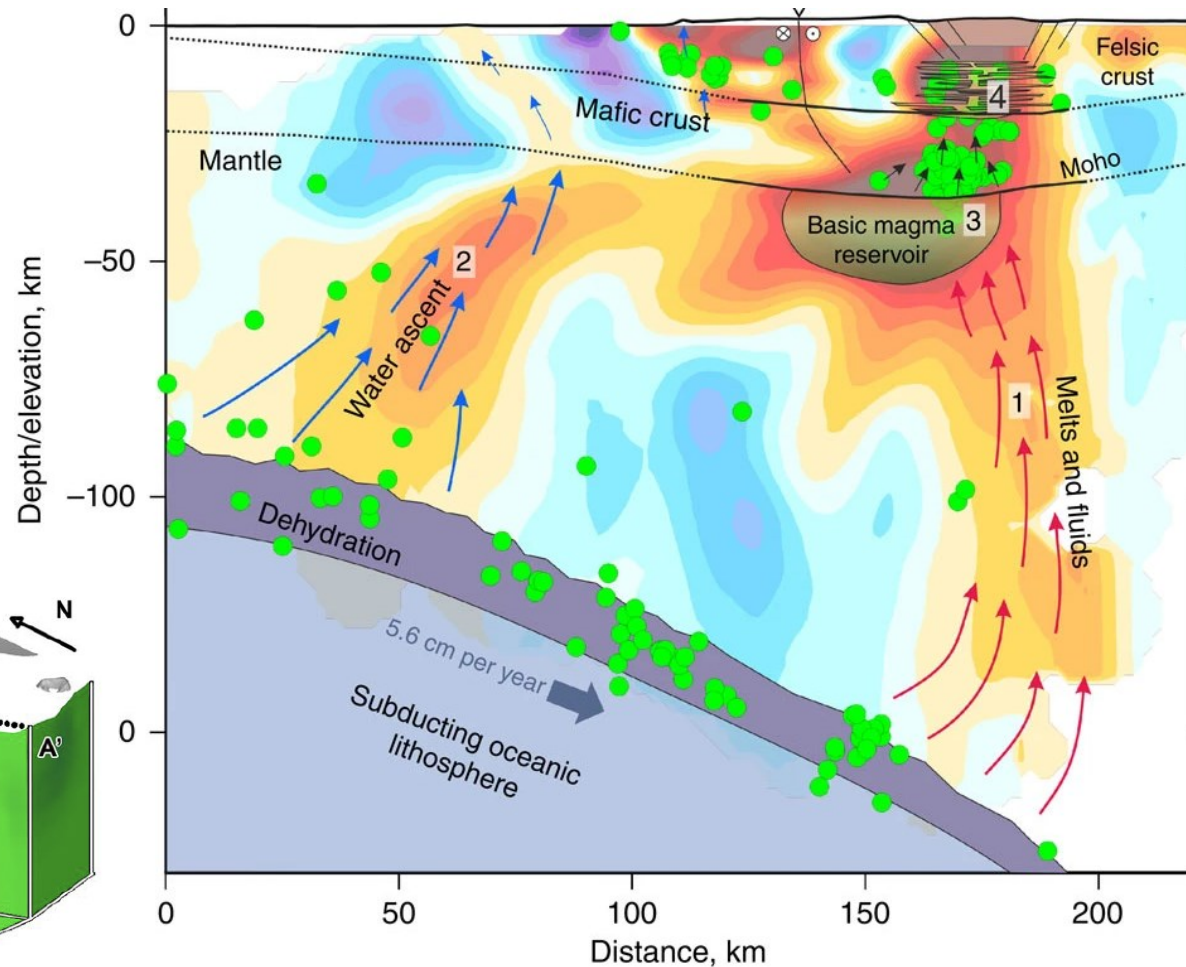 0
−50
−100
0
Depth/elevation, km
0
50
100
150
200
Distance, km
Felsic
crust
Mafic crust
Mantle
Moho
4
3
2
1
Basic magma
reservoir
Water ascent
Melts and fluids
Dehydration
5.6 cm per year
Subducting oceanic
lithosphere
N
A'